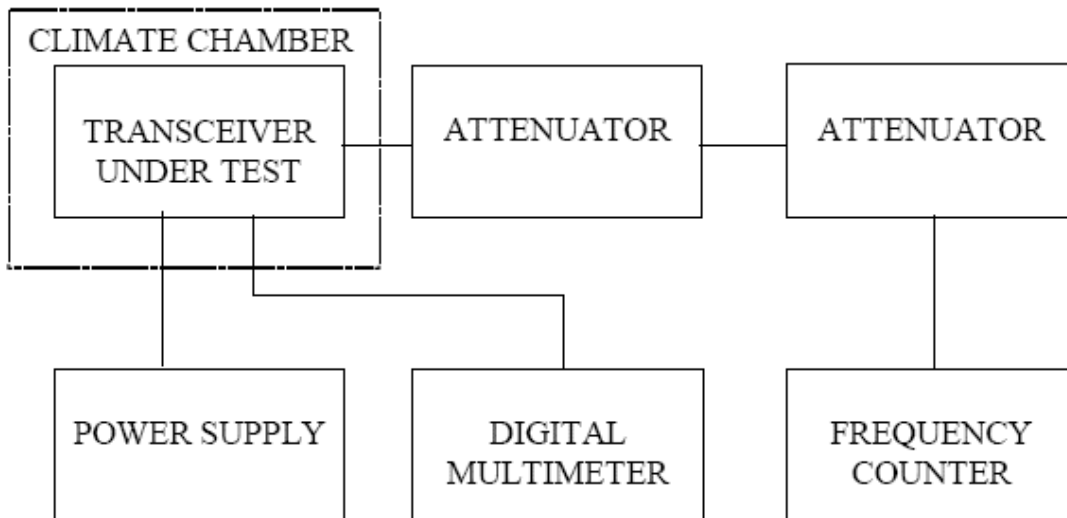 CLIMATE CHAMBER
TRANSCEIVER
UNDER TEST
ATTENUATOR
ATTENUATOR
POWER SUPPLY
DIGITAL
MULTIMETER
FREQUENCY
COUNTER